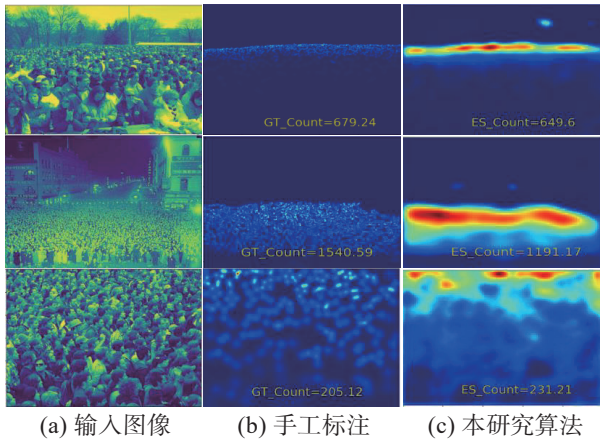 GT_Count=679.24
ES_Count=649.6
GT_Count=1540.59
ES_Count=1191.17
GT_Count=205.12
ES_Count=231.21
(a) 输入图像 (b) 手工标注 (c) 本研究算法